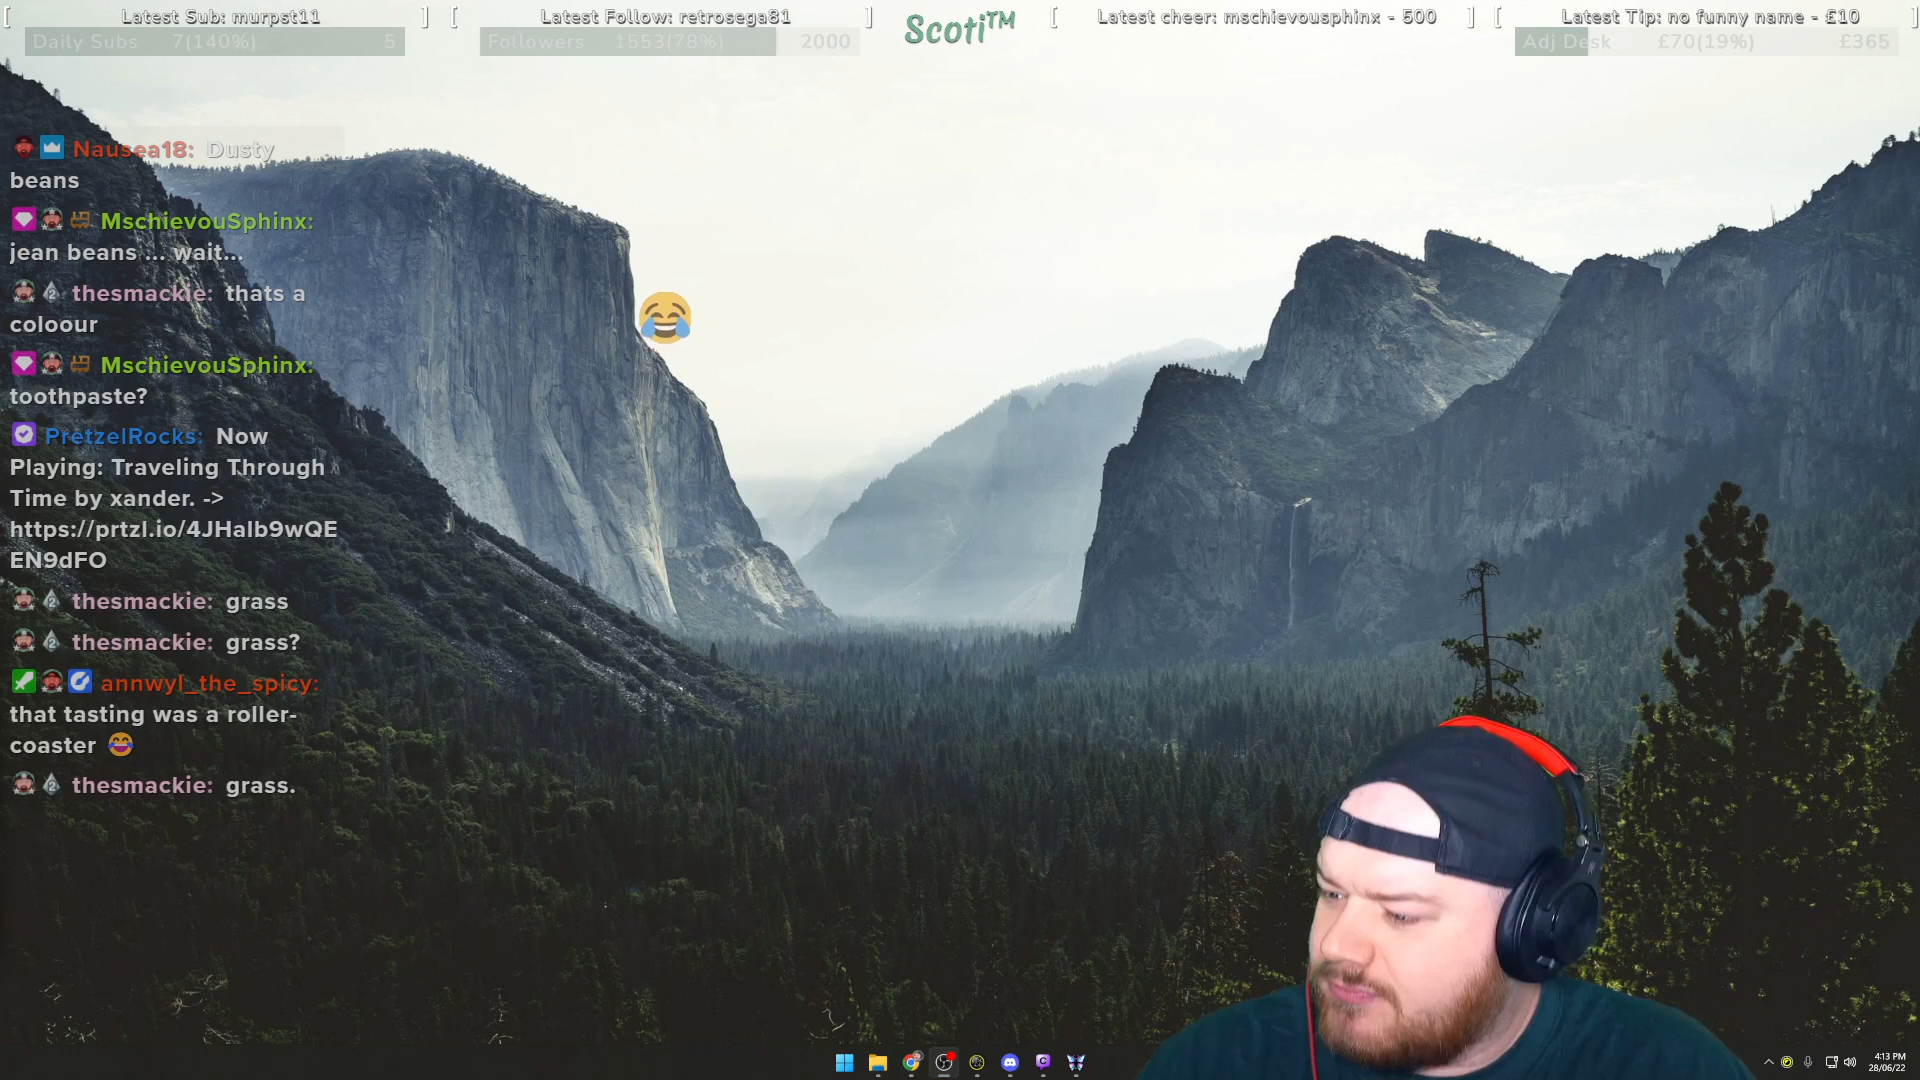 [ Latest Sub: murpst11 ] [ Latest Follow: retrosega81 ] Scoti™ [ Latest cheer: mschievousphinx - 500 ] [ Latest Tip: no funny name - £10 ]
Daily Subs 7(140%) 5 Followers 1553(78%) 2000 Adj Desk £70(19%) £365
Nausea18: Dusty
beans
MschievouSphinx:
jean beans ... wait...
thesmackie: thats a
coloour
MschievouSphinx:
toothpaste?
PretzelRocks: Now
Playing: Traveling Through
Time by xander. ->
https://prtzl.io/4JHalb9wQE
EN9dFO
thesmackie: grass
thesmackie: grass?
annwyl_the_spicy:
that tasting was a roller-
coaster 😂
thesmackie: grass.
4:13 PM
28/06/22